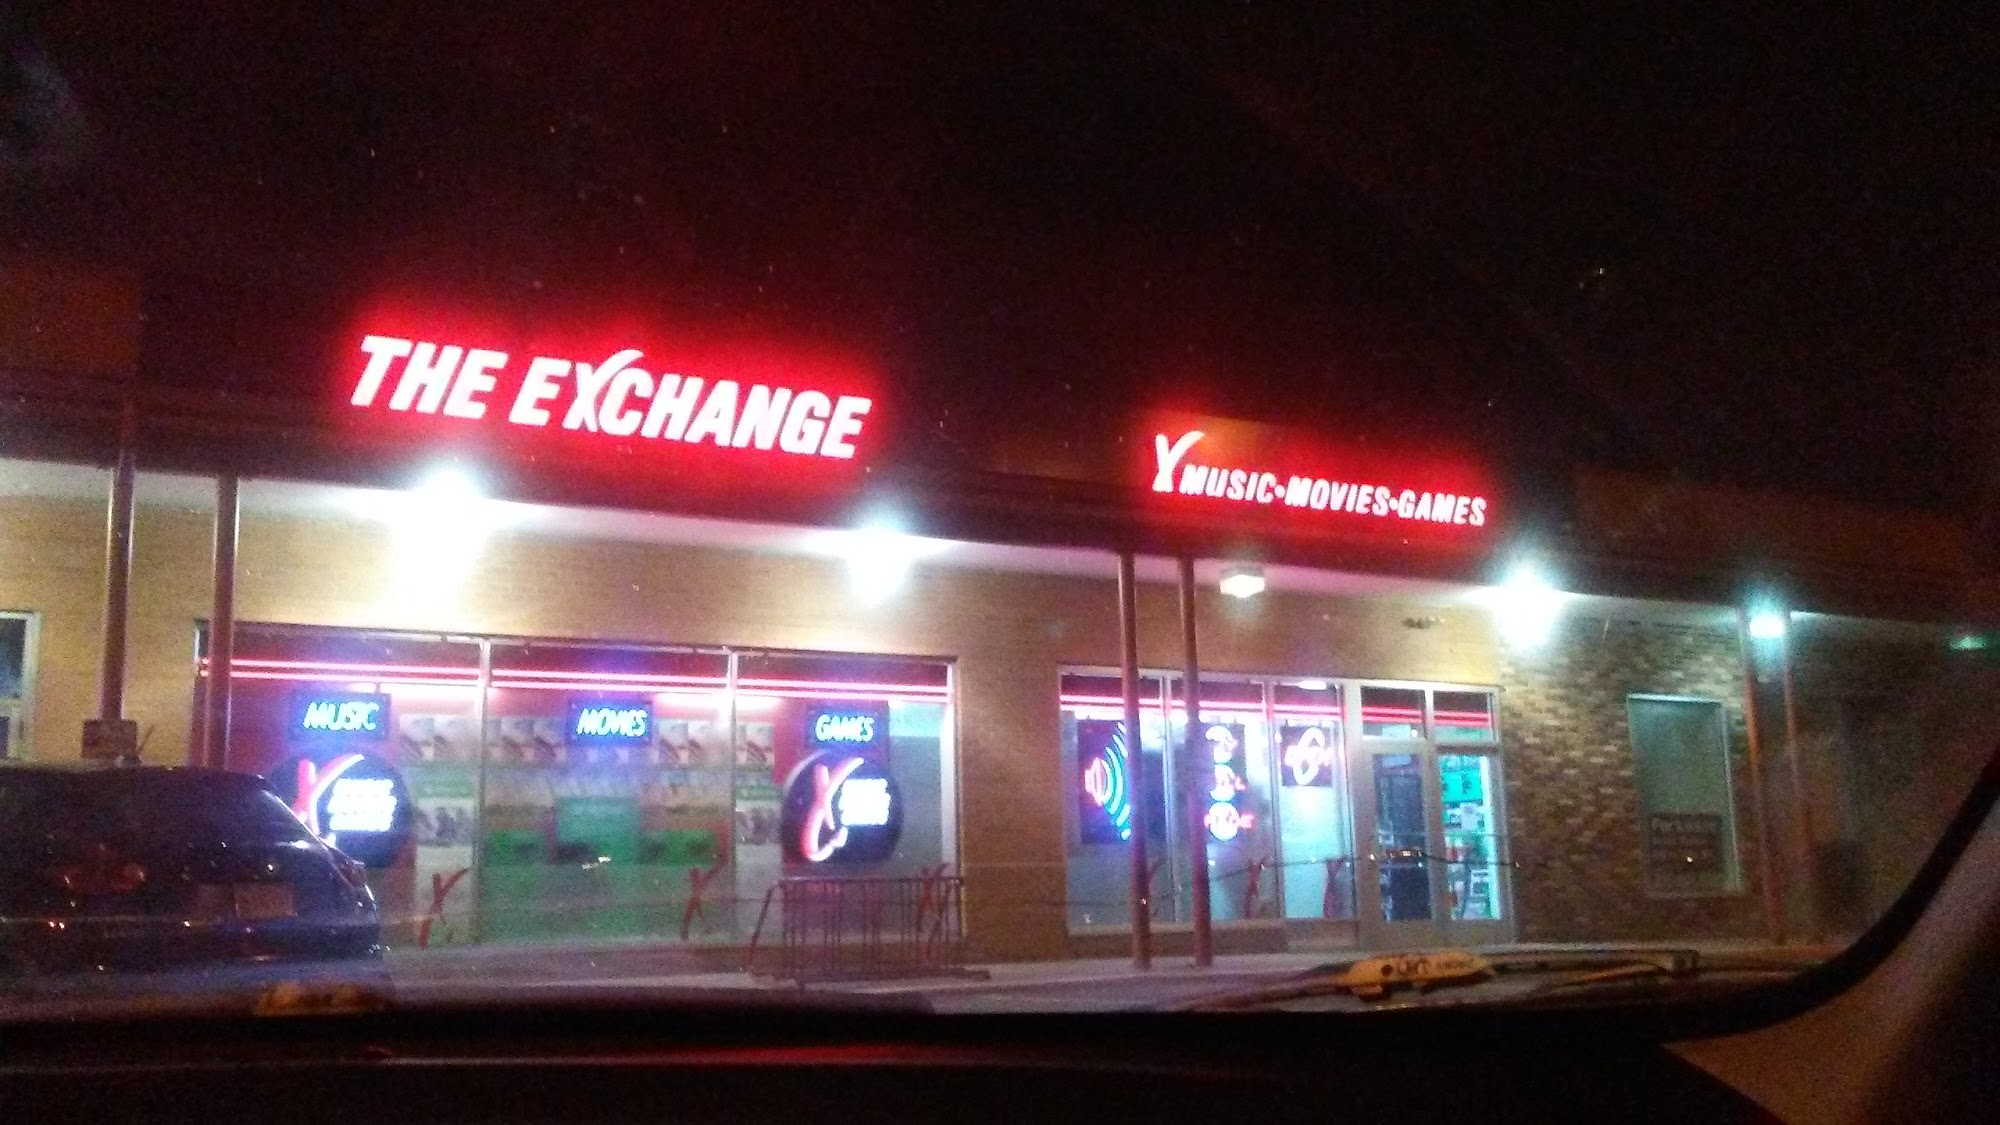 THE EXCHANGE
X MUSIC•MOVIES•GAMES
MUSIC
MOVIES
GAMES